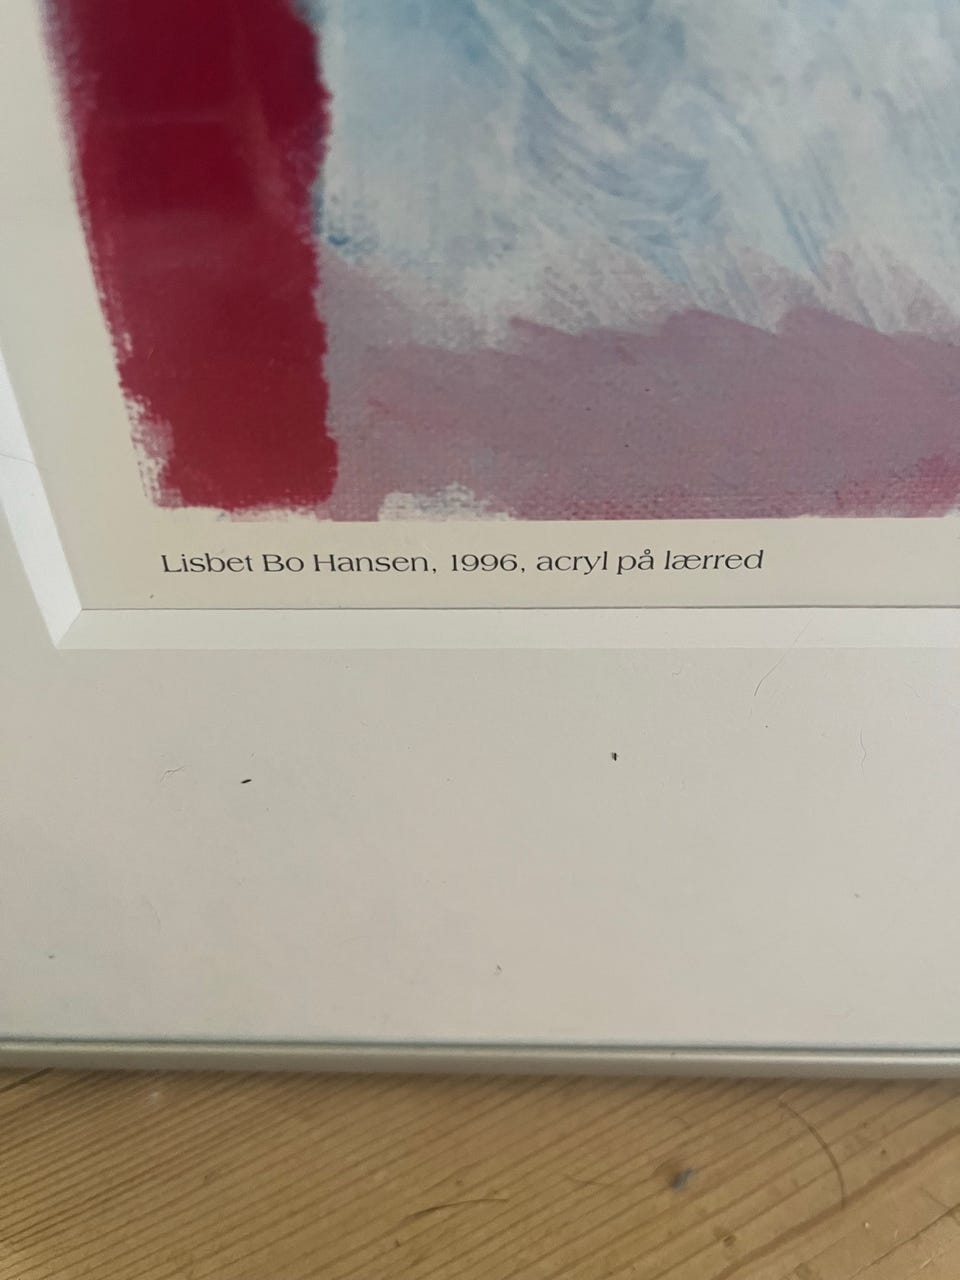 Lisbet Bo Hansen, 1996, acryl på lærred